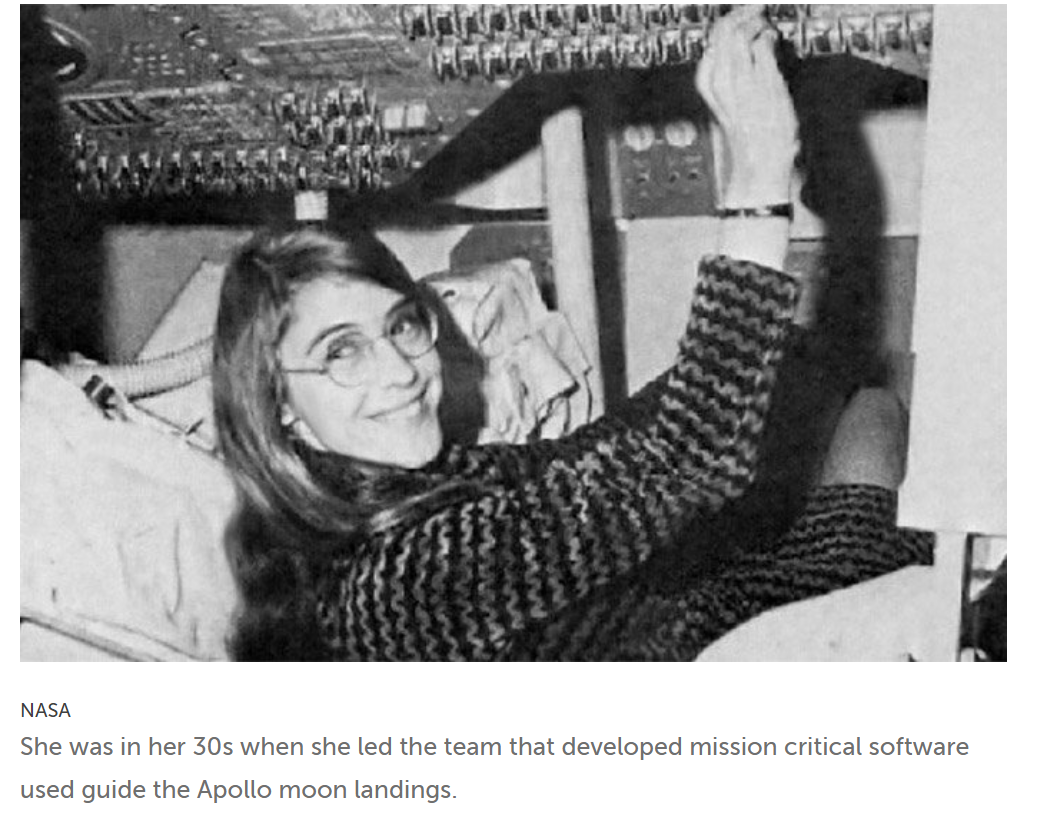 NASA
She was in her 30s when she led the team that developed mission critical software
used guide the Apollo moon landings.